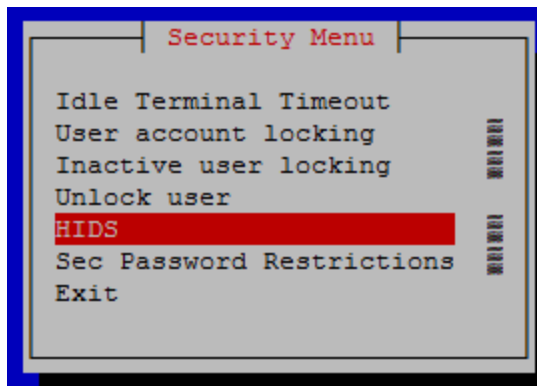 Security Menu
Idle Terminal Timeout
User account locking
Inactive user locking
Unlock user
HIDS
Sec Password Restrictions
Exit